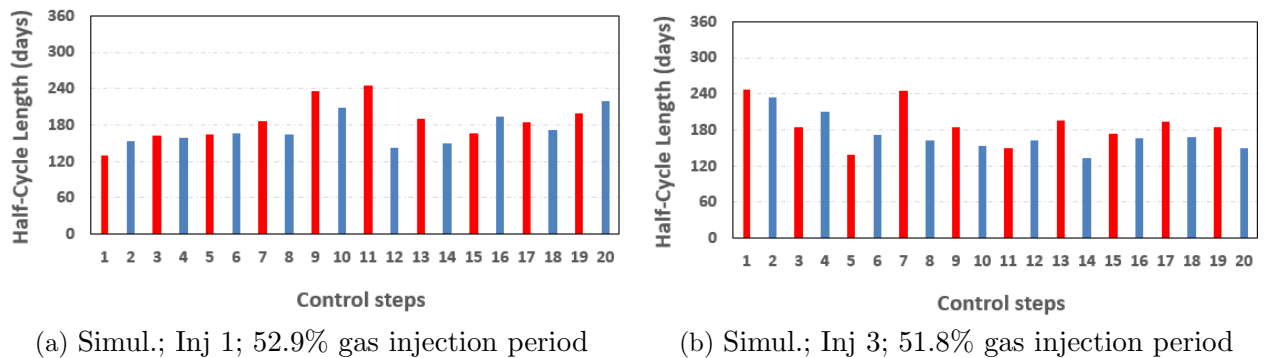 Half-Cycle Length (days)
360
300
240
180
120
60
0
1 2 3 4 5 6 7 8 9 10 11 12 13 14 15 16 17 18 19 20
Control steps
(a) Simul.; Inj 1; 52.9% gas injection period
Half-Cycle Length (days)
360
300
240
180
120
60
0
1 2 3 4 5 6 7 8 9 10 11 12 13 14 15 16 17 18 19 20
Control steps
(b) Simul.; Inj 3; 51.8% gas injection period